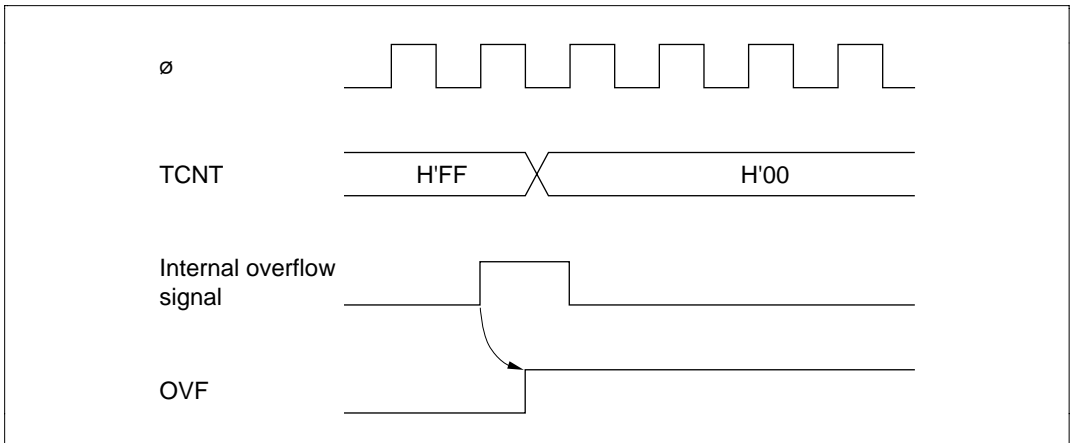 ø
TCNT
H'FF
H'00
Internal overflow
signal
OVF